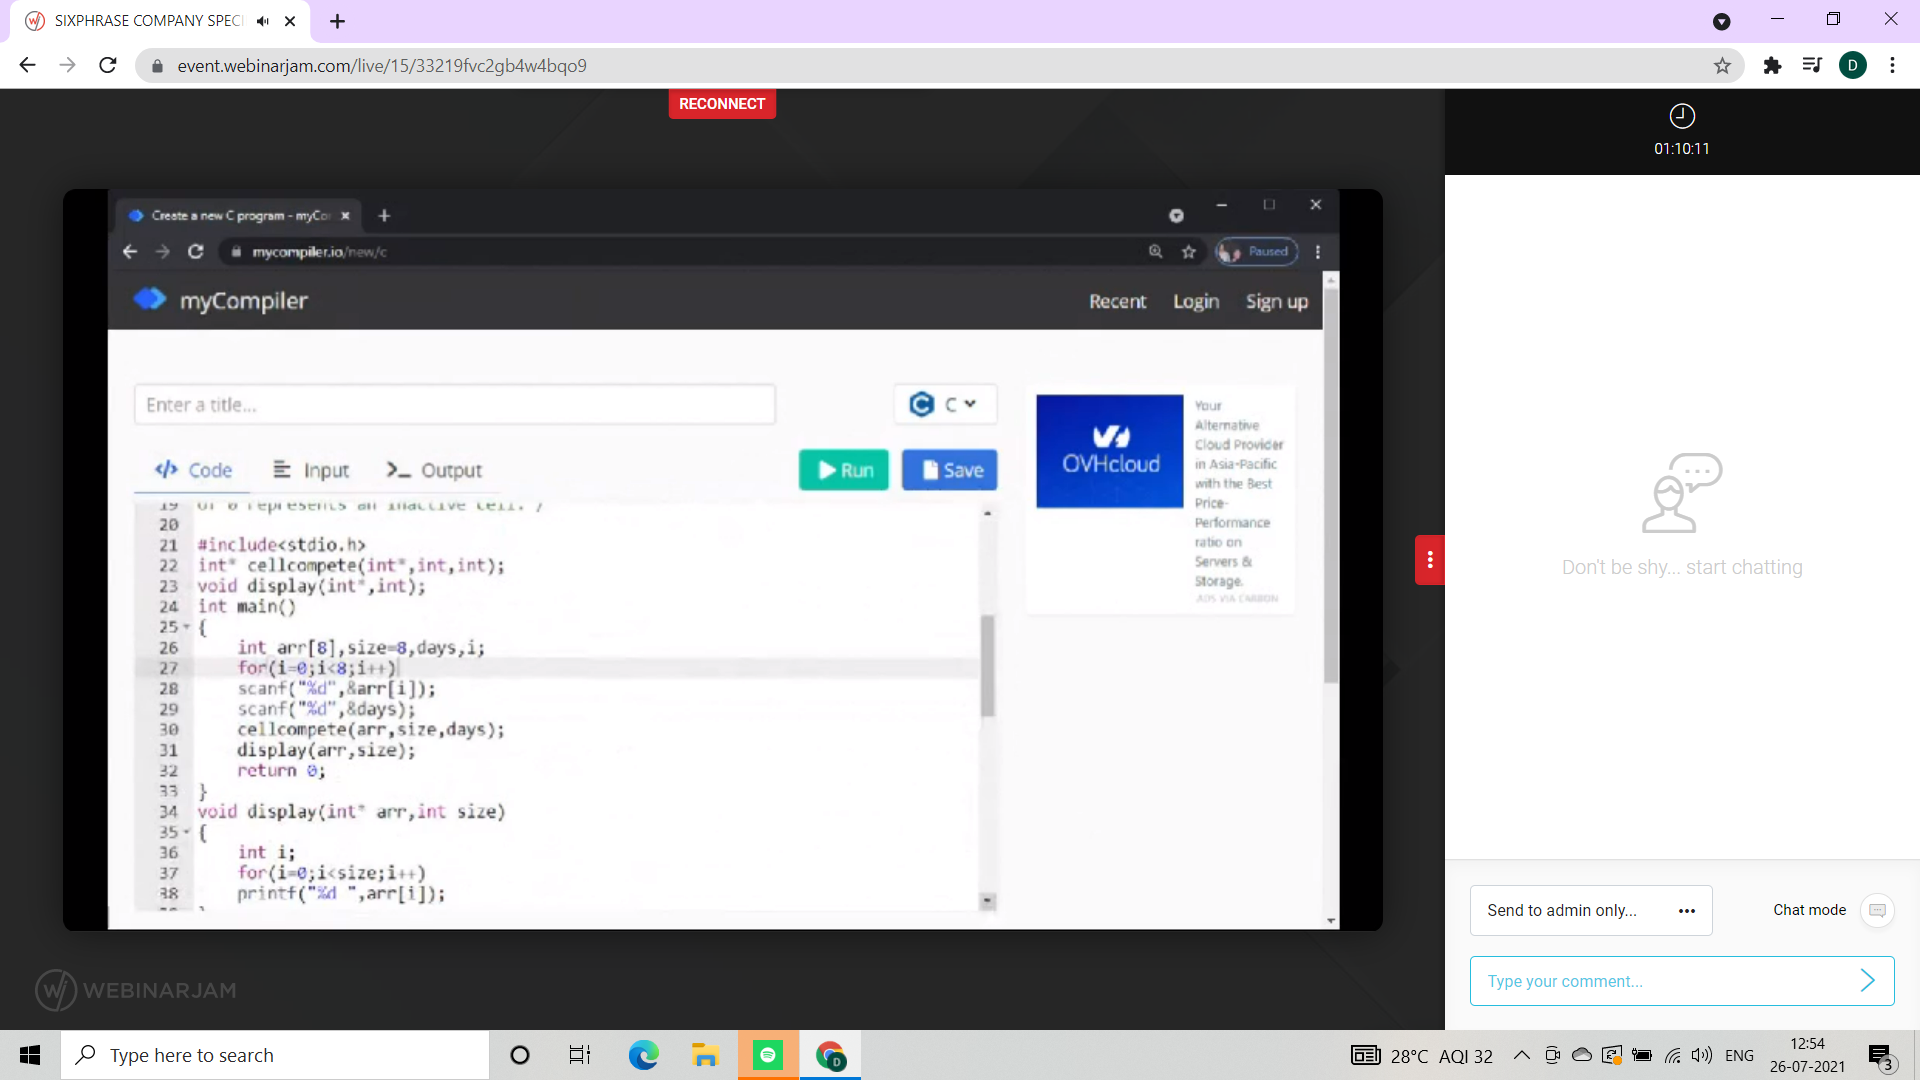 SIXPHRASE COMPANY SPECI
event.webinarjam.com/live/15/33219fvc2gb4w4bqo9
D
RECONNECT
01:10:11
Create a new C program - myCo
mycompiler.io/new/c
Paused
myCompiler
Recent Login Sign up
Enter a title...
C
Code Input Output
Run Save
19 or 0 represents an inactive cell.*/
20
21 #include<stdio.h>
22 int* cellcompete(int*,int,int);
23 void display(int*,int);
24 int main()
25 {
26 int arr[8],size=8,days,i;
27 for(i=0;i<8;i++)
28 scanf("%d",&arr[i]);
29 scanf("%d",&days);
30 cellcompete(arr,size,days);
31 display(arr,size);
32 return 0;
33 }
34 void display(int* arr,int size)
35 {
36 int i;
37 for(i=0;i<size;i++)
38 printf("%d ",arr[i]);
OVHcloud
Your
Alternative
Cloud Provider
in Asia-Pacific
with the Best
Price-
Performance
ratio on
Servers &
Storage.
ADS VIA CARBON
Don't be shy... start chatting
Send to admin only...
Chat mode
Type your comment...
WEBINARJAM
Type here to search
D
28°C AQI 32
ENG
12:54
26-07-2021
3